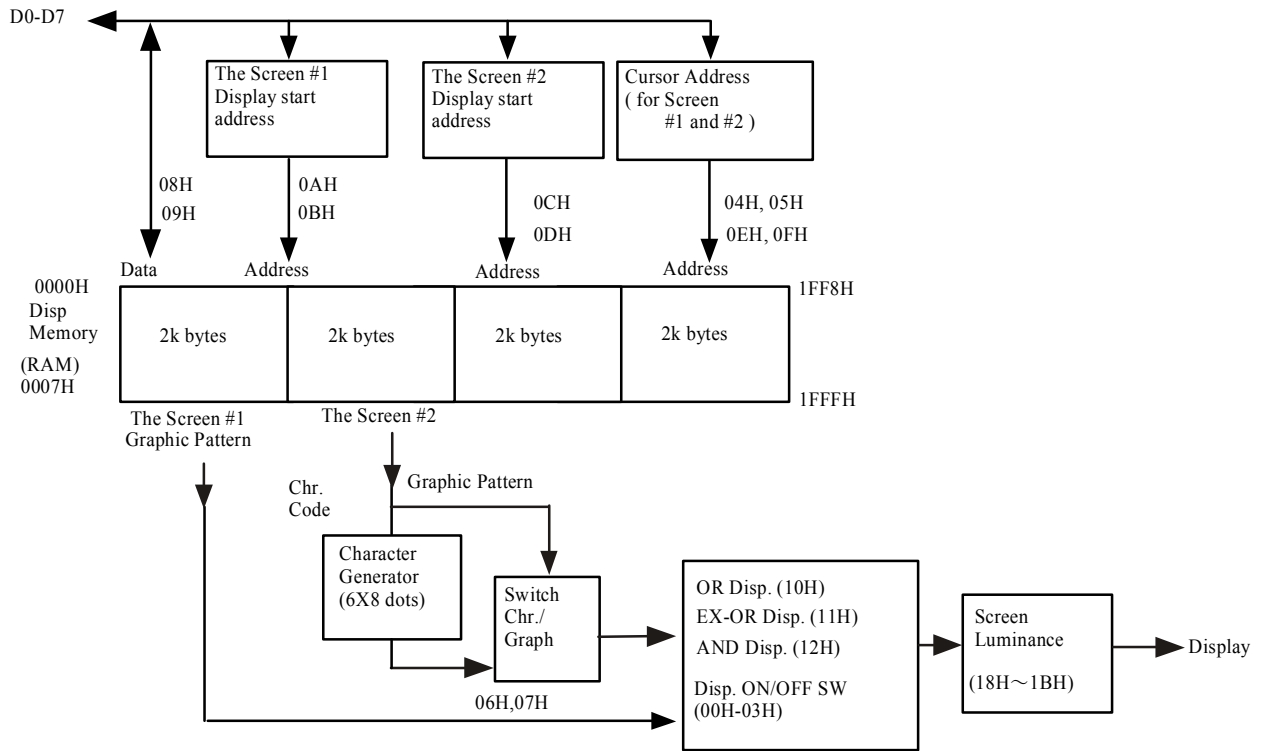 D0-D7
The Screen #1
Display start
address
The Screen #2
Display start
address
Cursor Address
( for Screen
#1 and #2 )
08H
09H
0AH
0BH
0CH
0DH
04H, 05H
0EH, 0FH
Data
Address
Address
Address
0000H
Disp
Memory
(RAM)
0007H
2k bytes
2k bytes
2k bytes
2k bytes
1FF8H
1FFFH
The Screen #1
Graphic Pattern
The Screen #2
Chr.
Code
Graphic Pattern
Character
Generator
(6X8 dots)
Switch
Chr./
Graph
06H,07H
OR Disp. (10H)
EX-OR Disp. (11H)
AND Disp. (12H)
Disp. ON/OFF SW
(00H-03H)
Screen
Luminance
(18H～1BH)
Display